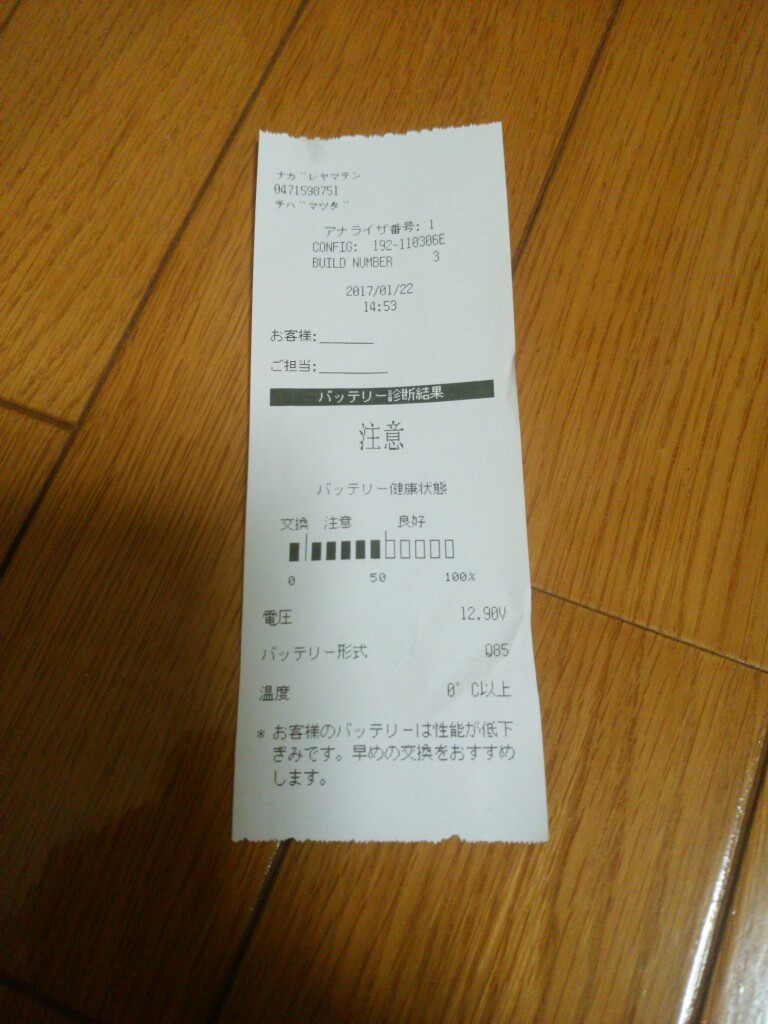 ナガレヤマテン
0471598751
チバマツダ
アナライザ番号: 1
CONFIG: 192-110306E
BUILD NUMBER 3
2017/01/22
14:53
お客様:
ご担当:
バッテリー診断結果
注意
バッテリー健康状態
交換 注意 良好
0 50 100%
電圧 12.90V
バッテリー形式 Q85
温度 0°C以上
* お客様のバッテリーは性能が低下
ぎみです。早めの交換をおすすめ
します。